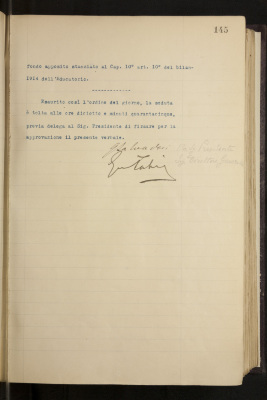 145
fondo apposito stanziato al Cap. 18° art. 10° del bilan-
cio dell'Educatorio.
Esaurito così l'ordine del giorno, la seduta
è tolta alle ore diciotto e minuti quarantacinque,
previa delega al Sig. Presidente di firmare per la
approvazione il presente verbale.